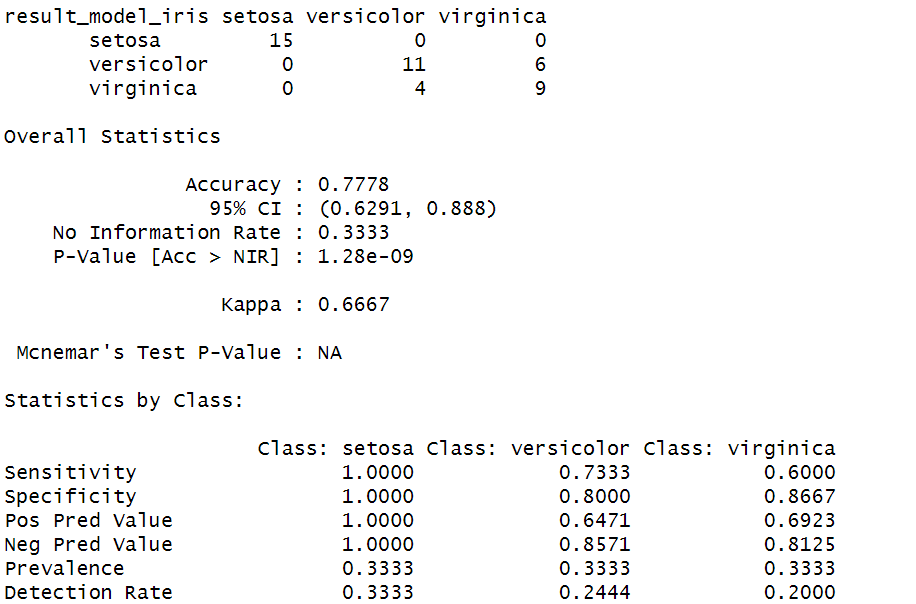 result_model_iris setosa versicolor virginica
setosa 15 0 0
versicolor 0 11 6
virginica 0 4 9
Overall Statistics
Accuracy : 0.7778
95% CI : (0.6291, 0.888)
No Information Rate : 0.3333
P-Value [Acc > NIR] : 1.28e-09
Kappa : 0.6667
Mcnemar's Test P-Value : NA
Statistics by Class:
Class: setosa Class: versicolor Class: virginica
Sensitivity 1.0000 0.7333 0.6000
Specificity 1.0000 0.8000 0.8667
Pos Pred Value 1.0000 0.6471 0.6923
Neg Pred Value 1.0000 0.8571 0.8125
Prevalence 0.3333 0.3333 0.3333
Detection Rate 0.3333 0.2444 0.2000